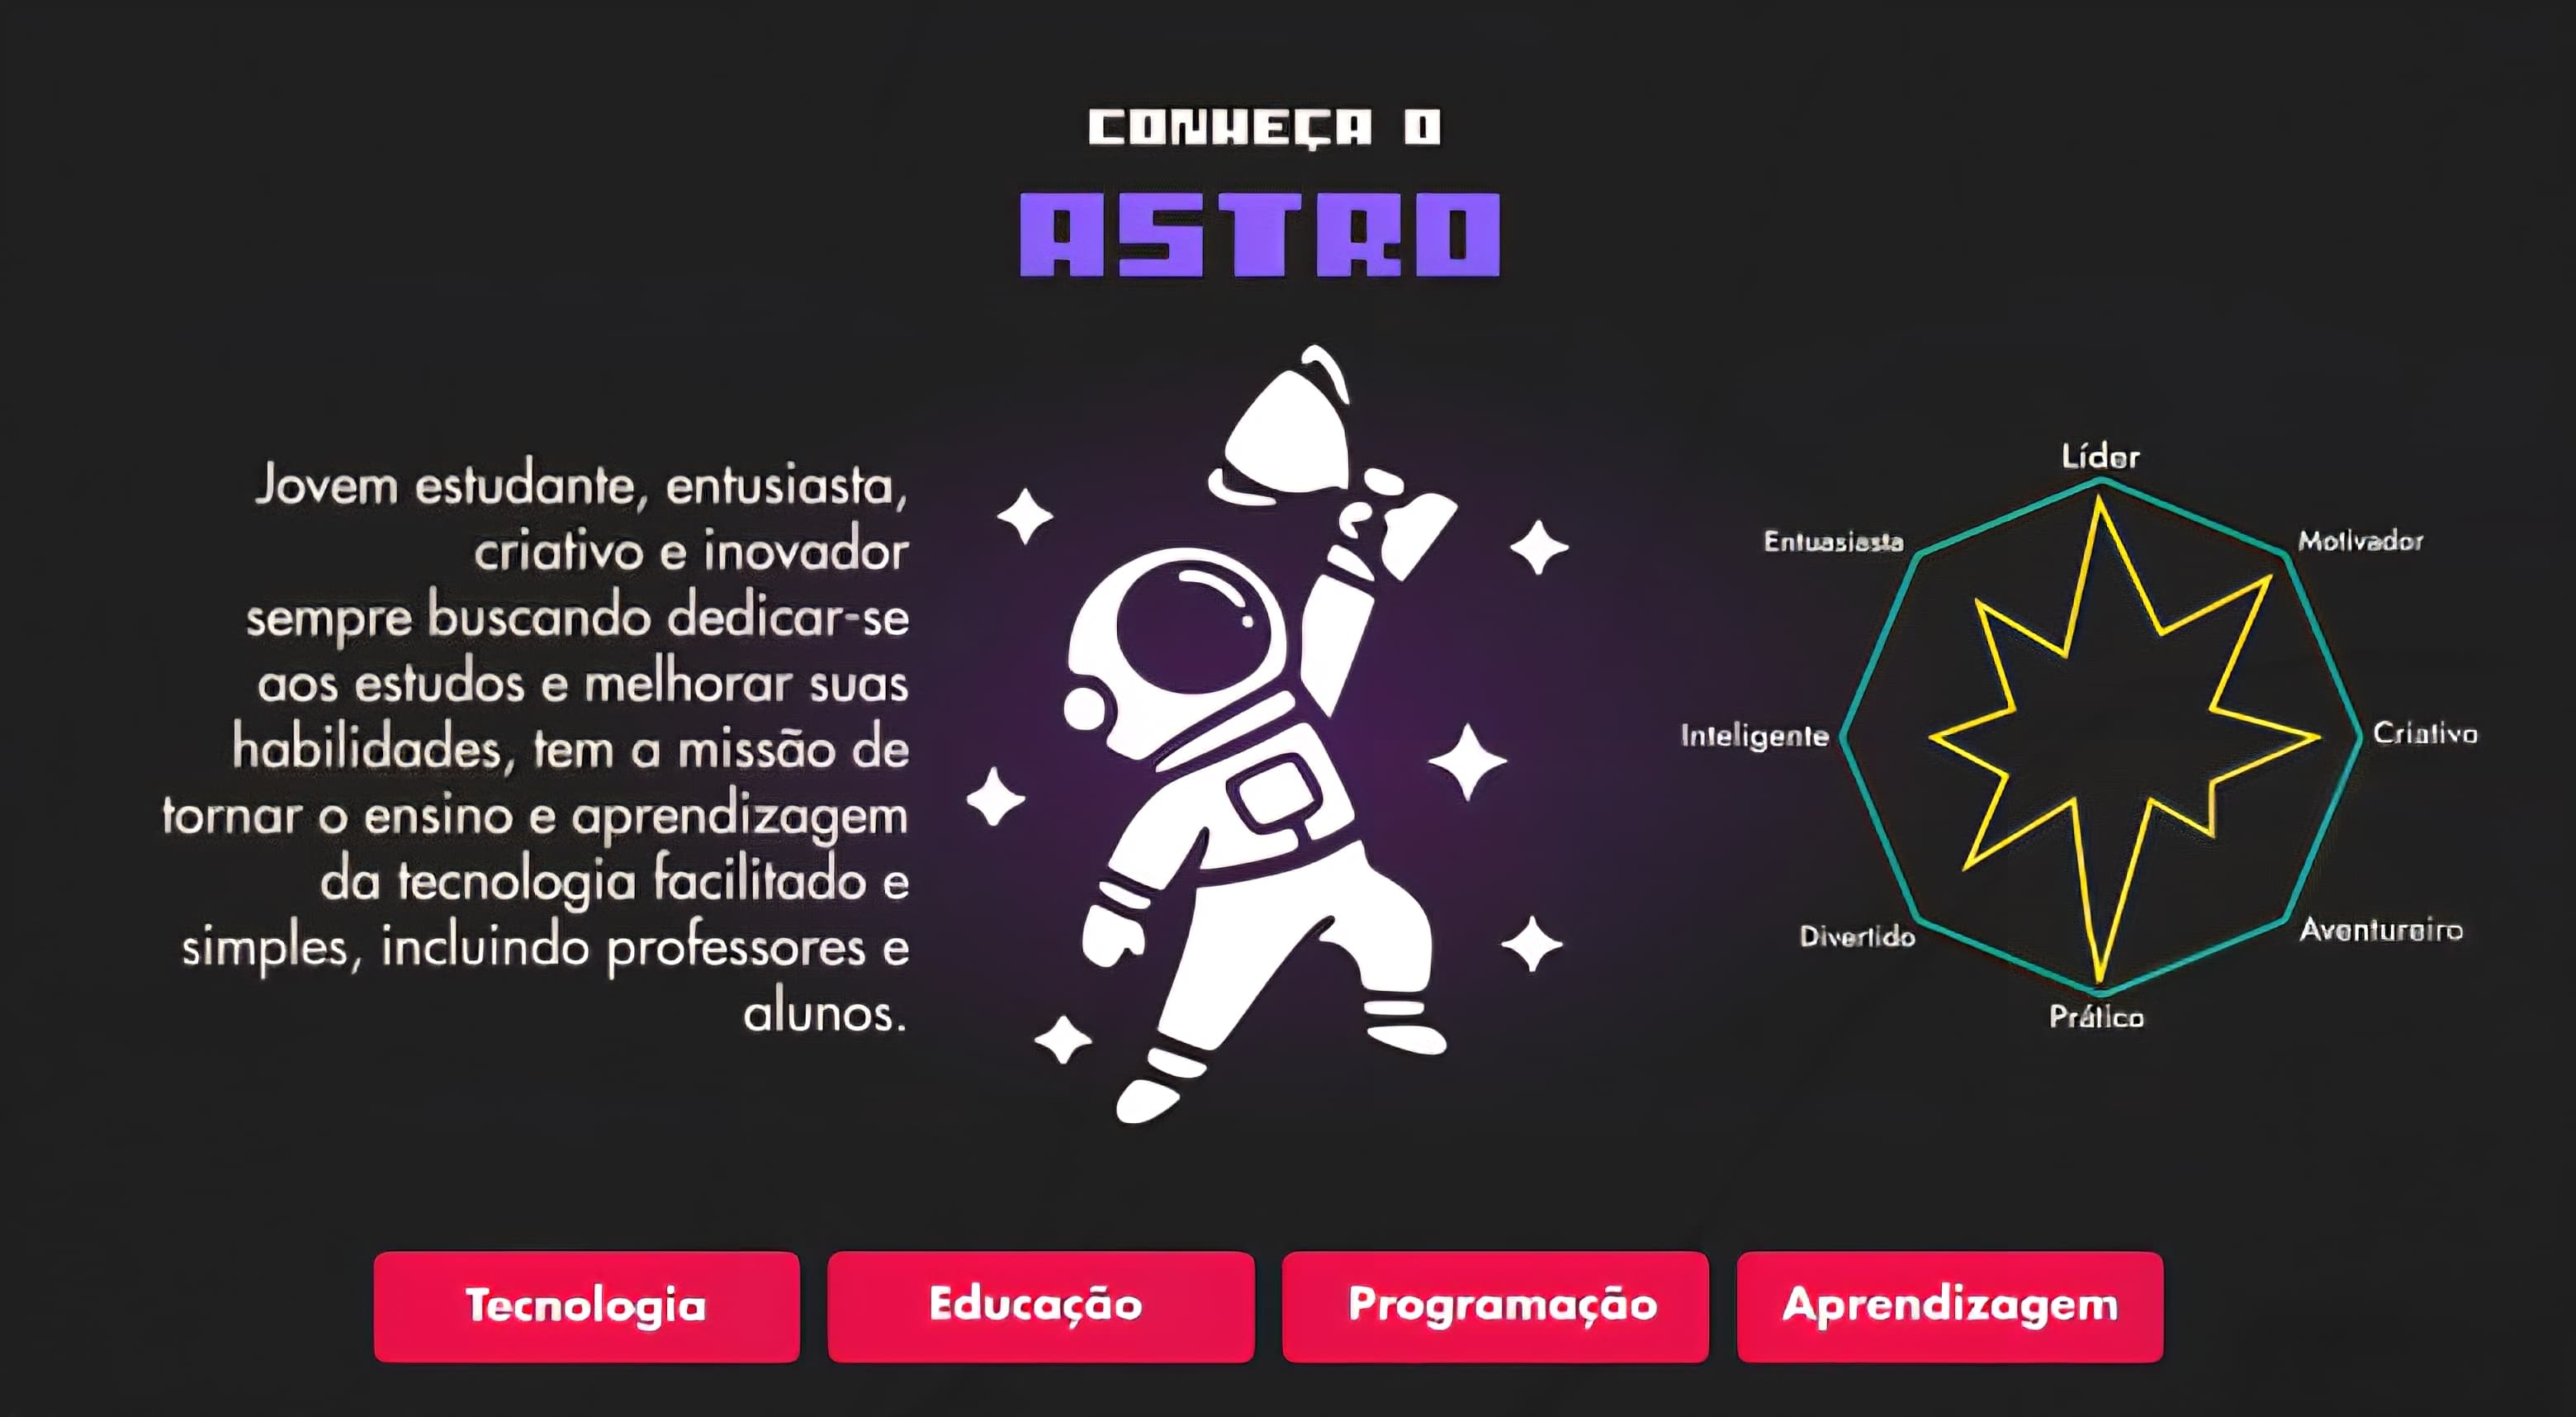 CONHEÇA O
ASTRO
Jovem estudante, entusiasta,
criativo e inovador
sempre buscando dedicar-se
aos estudos e melhorar suas
habilidades, tem a missão de
tornar o ensino e aprendizagem
da tecnologia facilitado e
simples, incluindo professores e
alunos.
Líder
Entuasiasta
Motivador
Inteligente
Criativo
Divertido
Aventureiro
Prático
Tecnologia
Educação
Programação
Aprendizagem